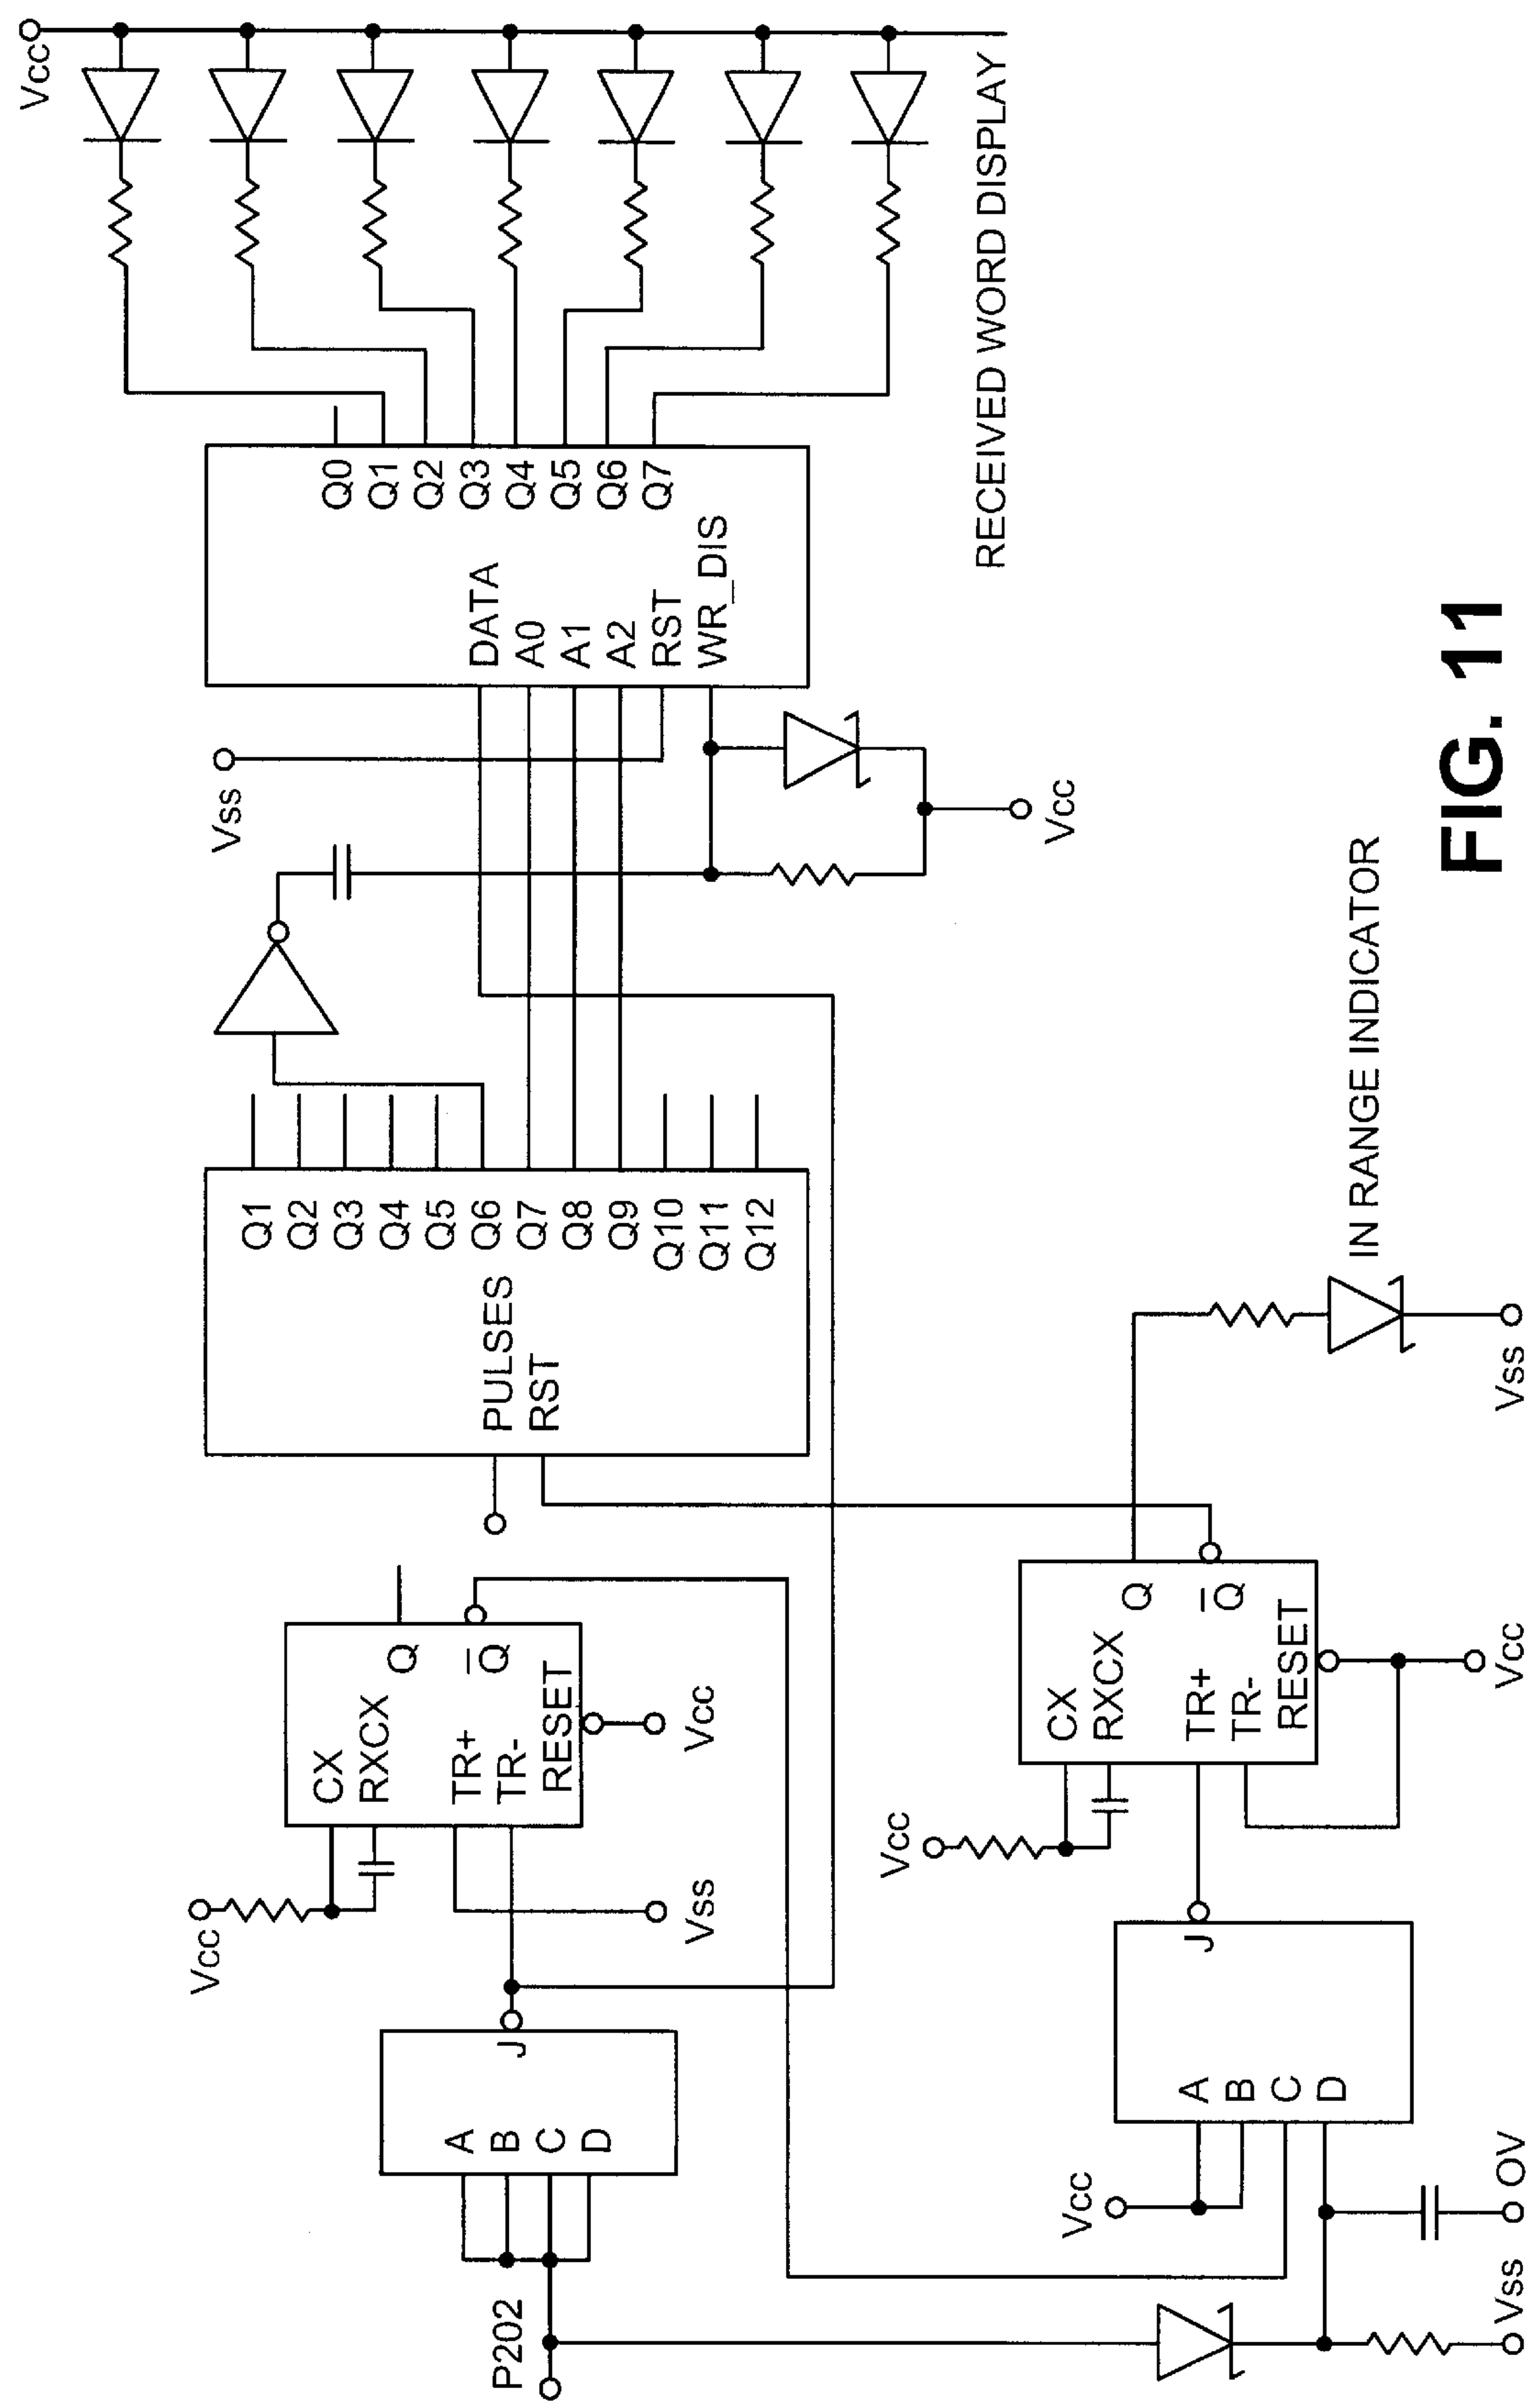 Vcc
Q0
Q1
Q2
Q3
Q4
Q5
Q6
Q7
DATA
A0
A1
A2
RST
WR_DIS
RECEIVED WORD DISPLAY
Vss
Vcc
Q1
Q2
Q3
Q4
Q5
Q6
Q7
Q8
Q9
Q10
Q11
Q12
PULSES
RST
IN RANGE INDICATOR
Vss
Vcc
CX
RXCX
TR+
TR-
RESET
Q
Q̅
Vcc
Vss
A
B
C
D
J
P202
Vcc
CX
RXCX
TR+
TR-
RESET
Q
Q̅
Vcc
Vcc
A
B
C
D
J
Vss
OV
FIG. 11